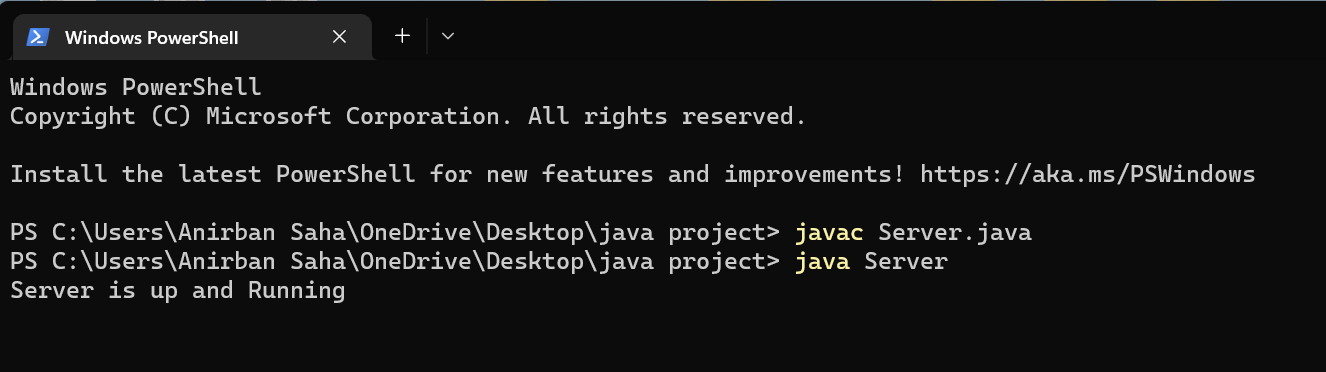 Windows PowerShell
Windows PowerShell
Copyright (C) Microsoft Corporation. All rights reserved.
Install the latest PowerShell for new features and improvements! https://aka.ms/PSWindows
PS C:\Users\Anirban Saha\OneDrive\Desktop\java project> javac Server.java
PS C:\Users\Anirban Saha\OneDrive\Desktop\java project> java Server
Server is up and Running